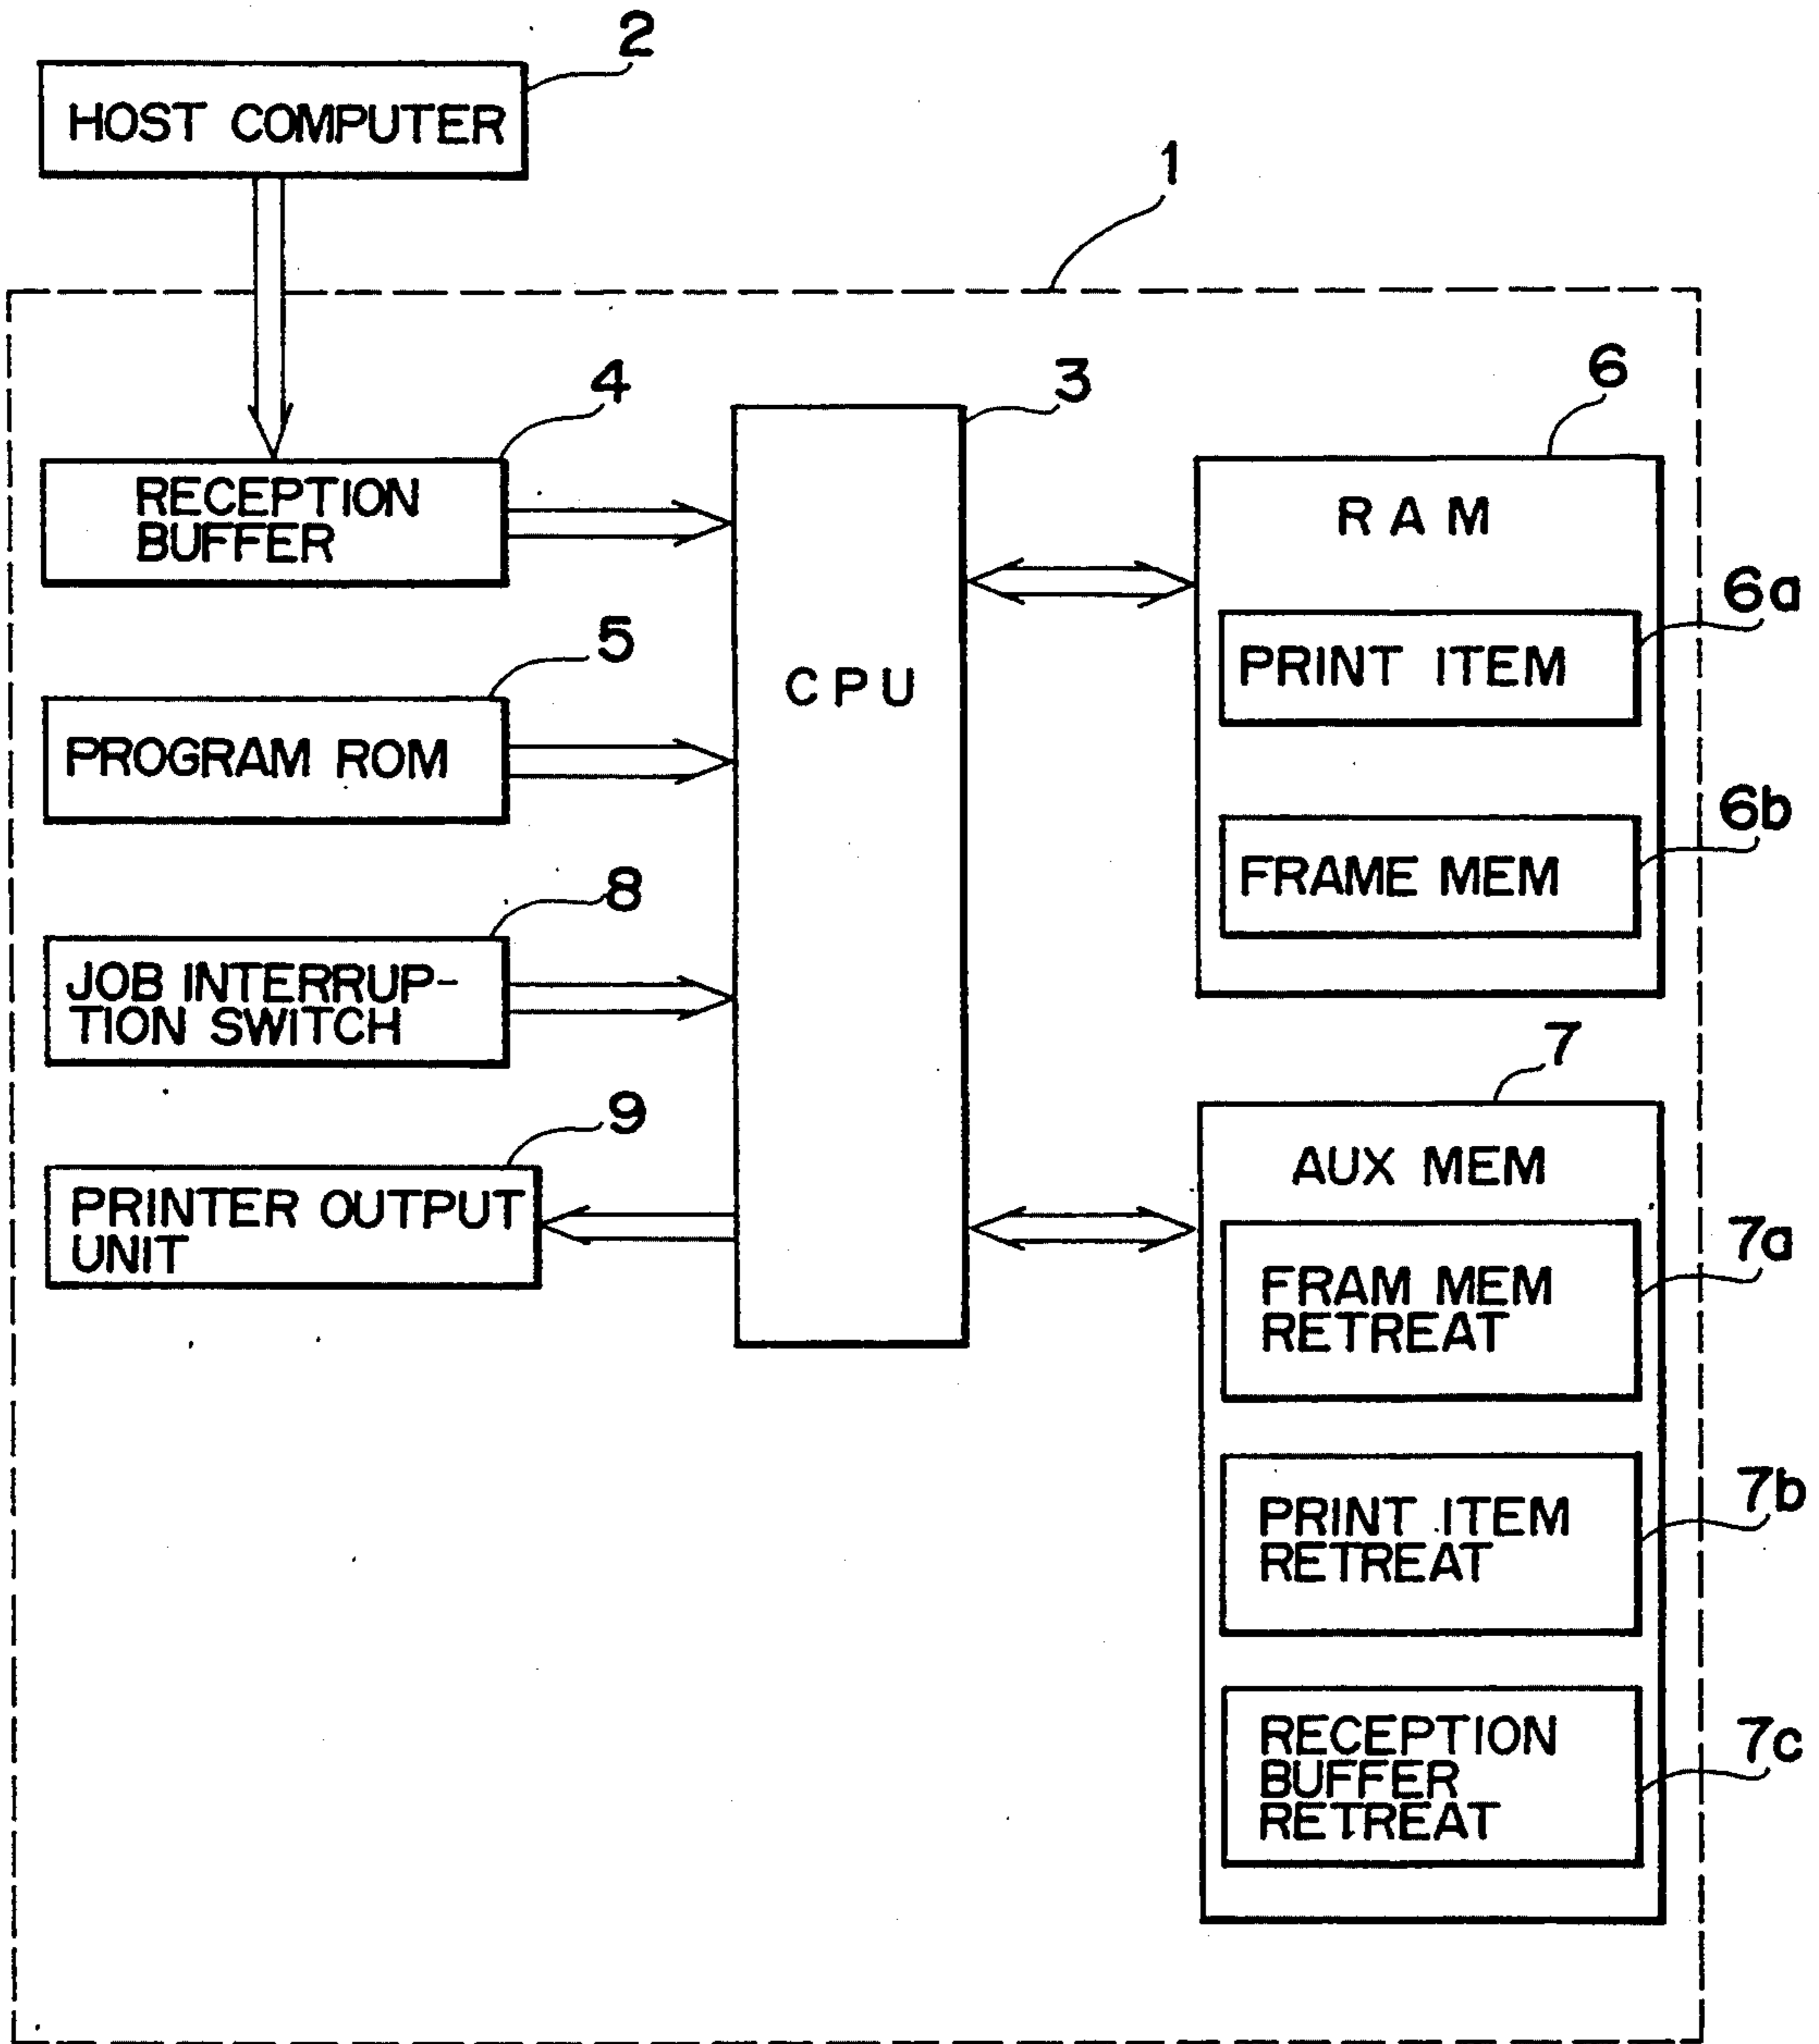 2
HOST COMPUTER
1
4
RECEPTION
BUFFER
3
CPU
6
RAM
6a
PRINT ITEM
5
PROGRAM ROM
6b
FRAME MEM
8
JOB INTERRUP-
TION SWITCH
7
AUX MEM
9
PRINTER OUTPUT
UNIT
7a
FRAM MEM
RETREAT
7b
PRINT ITEM
RETREAT
7c
RECEPTION
BUFFER
RETREAT